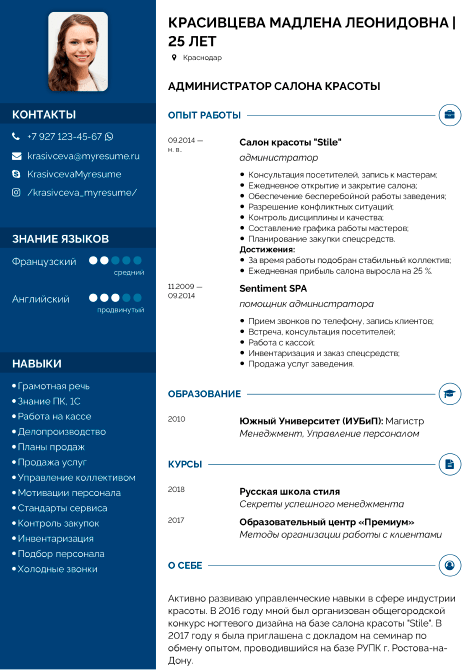 КРАСИВЦЕВА МАДЛЕНА ЛЕОНИДОВНА |
25 ЛЕТ
Краснодар
АДМИНИСТРАТОР САЛОНА КРАСОТЫ
КОНТАКТЫ
+7 927 123-45-67
krasivceva@myresume.ru
KrasivcevaMyresume
/krasivceva_myresume/
ЗНАНИЕ ЯЗЫКОВ
Французский
средний
Английский
продвинутый
НАВЫКИ
Грамотная речь
Знание ПК, 1С
Работа на кассе
Делопроизводство
Планы продаж
Продажа услуг
Управление коллективом
Мотивации персонала
Стандарты сервиса
Контроль закупок
Инвентаризация
Подбор персонала
Холодные звонки
ОПЫТ РАБОТЫ
09.2014 —
н. в.
Салон красоты "Stile"
администратор
• Консультация посетителей, запись к мастерам;
• Ежедневное открытие и закрытие салона;
• Обеспечение бесперебойной работы заведения;
• Разрешение конфликтных ситуаций;
• Контроль дисциплины и качества;
• Составление графика работы мастеров;
• Планирование закупки спецсредств.
Достижения:
• За время работы подобран стабильный коллектив;
• Ежедневная прибыль салона выросла на 25 %.
11.2009 —
09.2014
Sentiment SPA
помощник администратора
• Прием звонков по телефону, запись клиентов;
• Встреча, консультация посетителей;
• Работа с кассой;
• Инвентаризация и заказ спецсредств;
• Продажа услуг заведения.
ОБРАЗОВАНИЕ
2010
Южный Университет (ИУБиП): Магистр
Менеджмент, Управление персоналом
КУРСЫ
2018
Русская школа стиля
Секреты успешного менеджмента
2017
Образовательный центр «Премиум»
Методы организации работы с клиентами
О СЕБЕ
Активно развиваю управленческие навыки в сфере индустрии
красоты. В 2016 году мной был организован общегородской
конкурс ногтевого дизайна на базе салона красоты "Stile". В
2017 году я была приглашена с докладом на семинар по
обмену опытом, проводившийся на базе РУПК г. Ростова-на-
Дону.